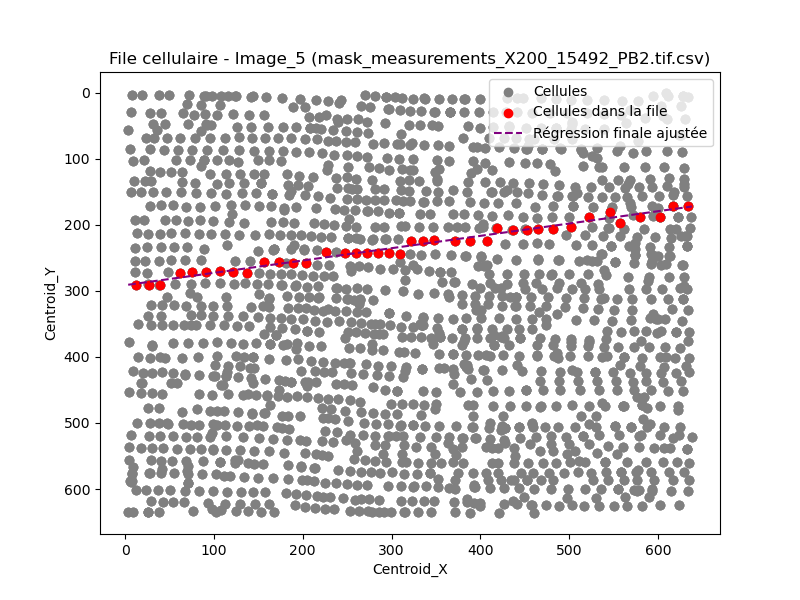 File cellulaire - Image_5 (mask_measurements_X200_15492_PB2.tif.csv)
Cellules
Cellules dans la file
Régression finale ajustée
Centroid_Y
0
100
200
300
400
500
600
0 100 200 300 400 500 600
Centroid_X